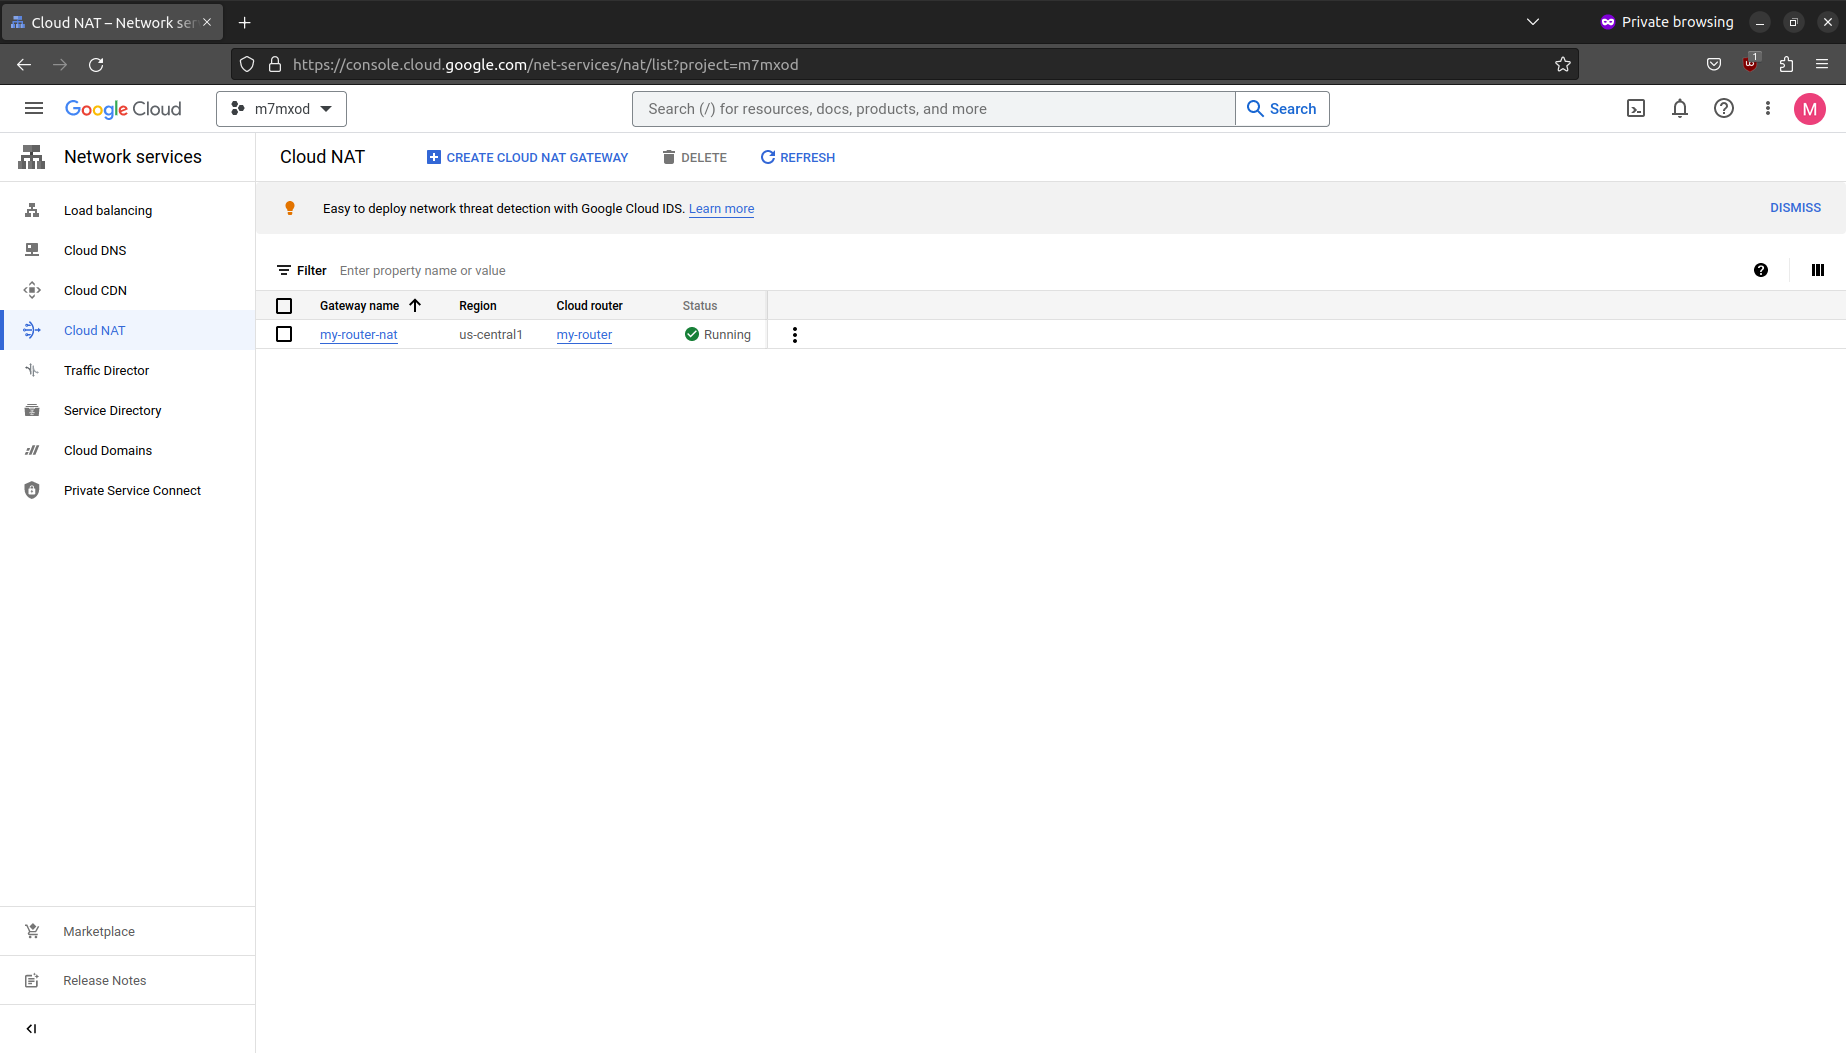 Cloud NAT – Network ser
Private browsing
https://console.cloud.google.com/net-services/nat/list?project=m7mxod
1
Google Cloud
m7mxod
Search (/) for resources, docs, products, and more
Search
M
Network services
Cloud NAT
CREATE CLOUD NAT GATEWAY
DELETE
REFRESH
Load balancing
Cloud DNS
Cloud CDN
Cloud NAT
Traffic Director
Service Directory
Cloud Domains
Private Service Connect
Easy to deploy network threat detection with Google Cloud IDS. Learn more
DISMISS
Filter Enter property name or value
Gateway name Region Cloud router Status
my-router-nat us-central1 my-router Running
Marketplace
Release Notes